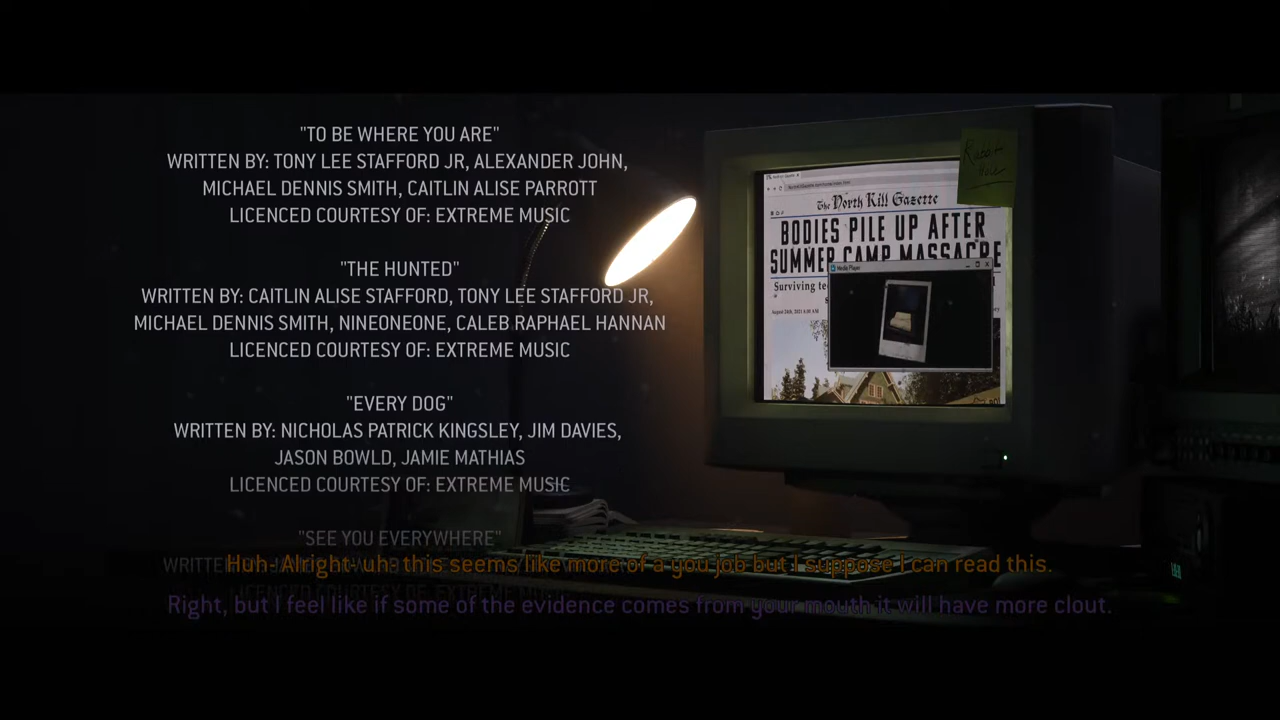 "TO BE WHERE YOU ARE"
WRITTEN BY: TONY LEE STAFFORD JR, ALEXANDER JOHN,
MICHAEL DENNIS SMITH, CAITLIN ALISE PARROTT
LICENCED COURTESY OF: EXTREME MUSIC
"THE HUNTED"
WRITTEN BY: CAITLIN ALISE STAFFORD, TONY LEE STAFFORD JR,
MICHAEL DENNIS SMITH, NINEONEONE, CALEB RAPHAEL HANNAN
LICENCED COURTESY OF: EXTREME MUSIC
"EVERY DOG"
WRITTEN BY: NICHOLAS PATRICK KINGSLEY, JIM DAVIES,
JASON BOWLD, JAMIE MATHIAS
LICENCED COURTESY OF: EXTREME MUSIC
"SEE YOU EVERYWHERE"
Huh- Alright- uh- this seems like more of a you job but I suppose I can read this.
Right, but I feel like if some of the evidence comes from your mouth it will have more clout.
The North Kill Gazette
BODIES PILE UP AFTER
SUMMER CAMP MASSACRE
Surviving
Media Player